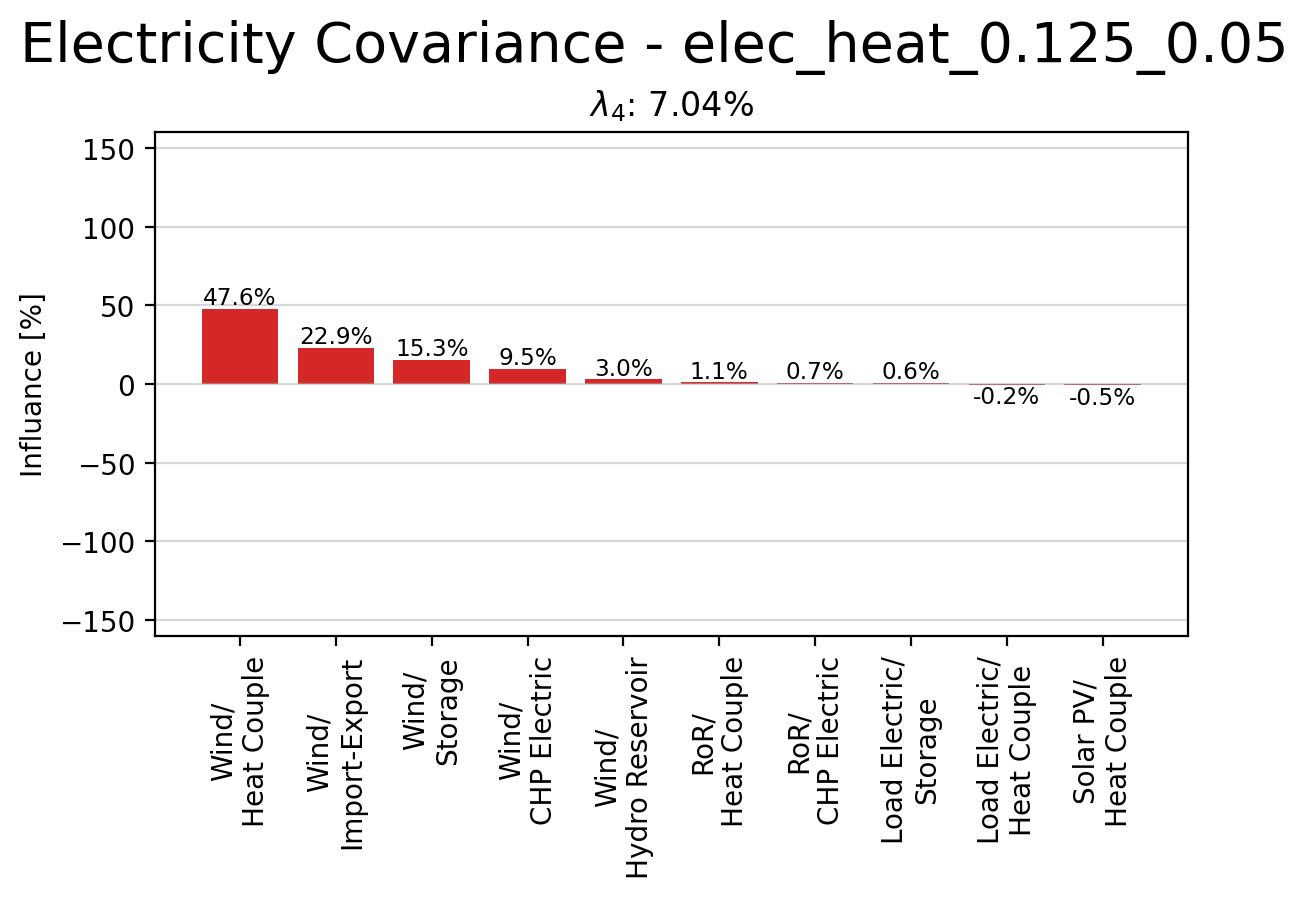 Electricity Covariance - elec_heat_0.125_0.05
λ4: 7.04%
Influance [%]
150
100
50
0
−50
−100
−150
47.6%
22.9%
15.3%
9.5%
3.0%
1.1%
0.7%
0.6%
-0.2%
-0.5%
Wind/
Heat Couple
Wind/
Import-Export
Wind/
Storage
Wind/
CHP Electric
Wind/
Hydro Reservoir
RoR/
Heat Couple
RoR/
CHP Electric
Load Electric/
Storage
Load Electric/
Heat Couple
Solar PV/
Heat Couple